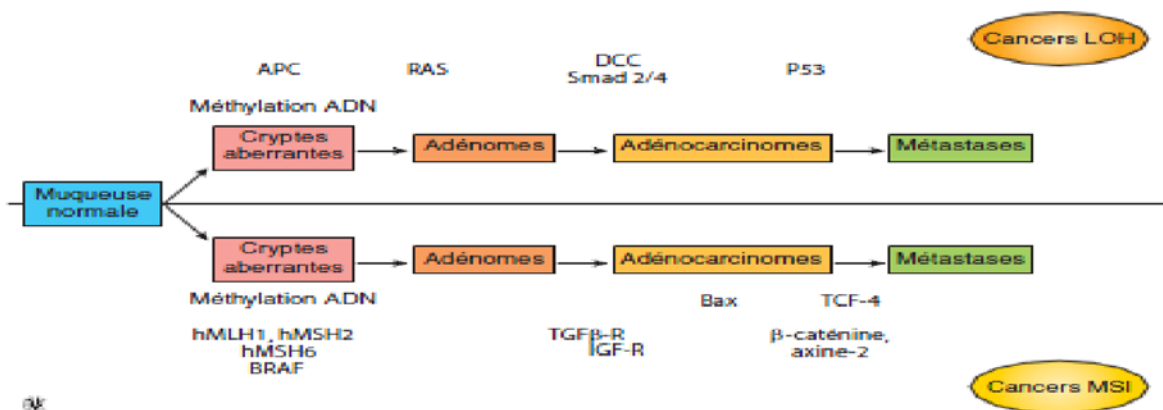 Cancers LOH
APC
RAS
DCC
Smad 2/4
P53
Méthylation ADN
Cryptes
aberrantes
Adénomes
Adénocarcinomes
Métastases
Muqueuse
normale
Cryptes
aberrantes
Adénomes
Adénocarcinomes
Métastases
Méthylation ADN
Bax
TCF-4
hMLH1, hMSH2
hMSH6
BRAF
TGFβ-R
IGF-R
β-caténine,
axine-2
Cancers MSI